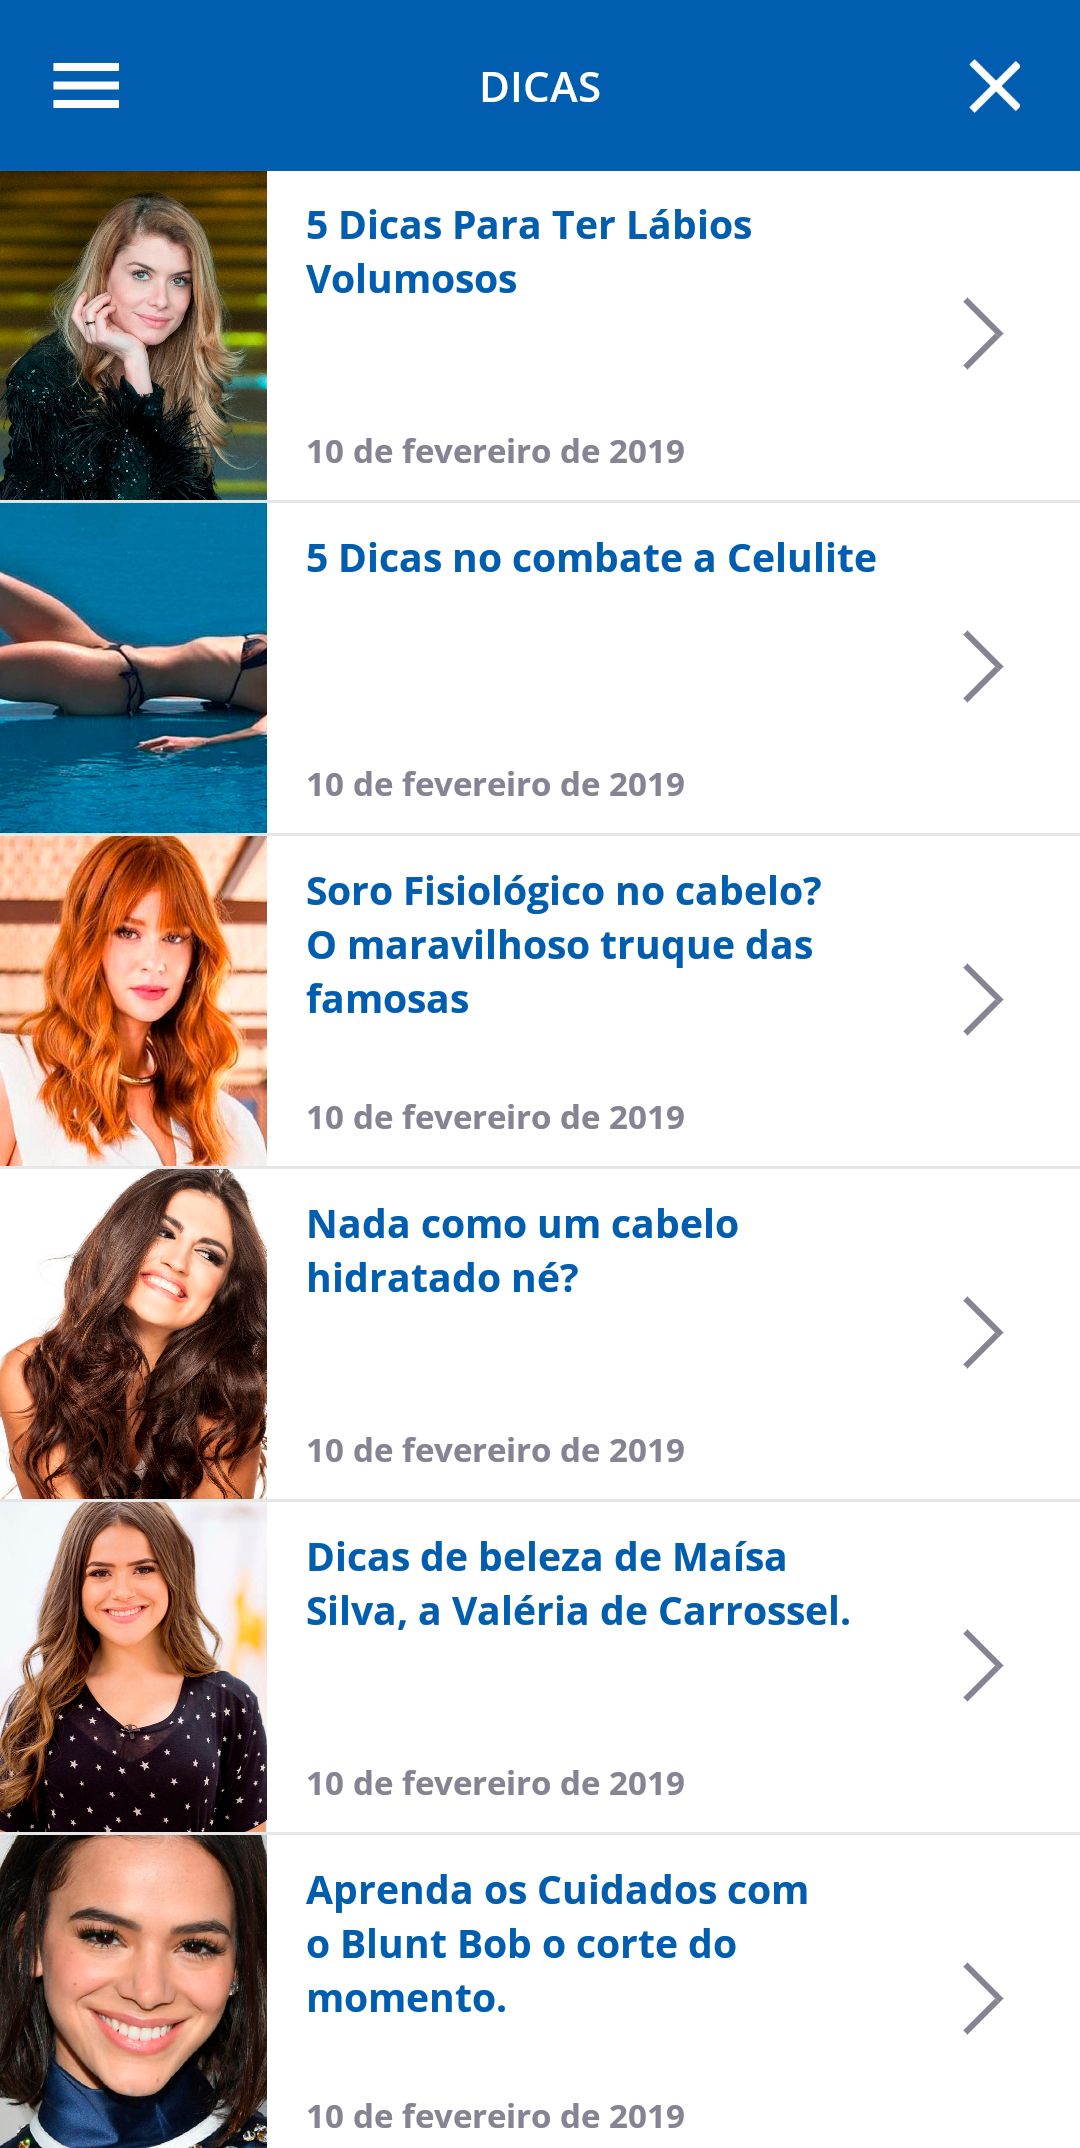 DICAS
5 Dicas Para Ter Lábios
Volumosos
10 de fevereiro de 2019
5 Dicas no combate a Celulite
10 de fevereiro de 2019
Soro Fisiológico no cabelo?
O maravilhoso truque das
famosas
10 de fevereiro de 2019
Nada como um cabelo
hidratado né?
10 de fevereiro de 2019
Dicas de beleza de Maísa
Silva, a Valéria de Carrossel.
10 de fevereiro de 2019
Aprenda os Cuidados com
o Blunt Bob o corte do
momento.
10 de fevereiro de 2019